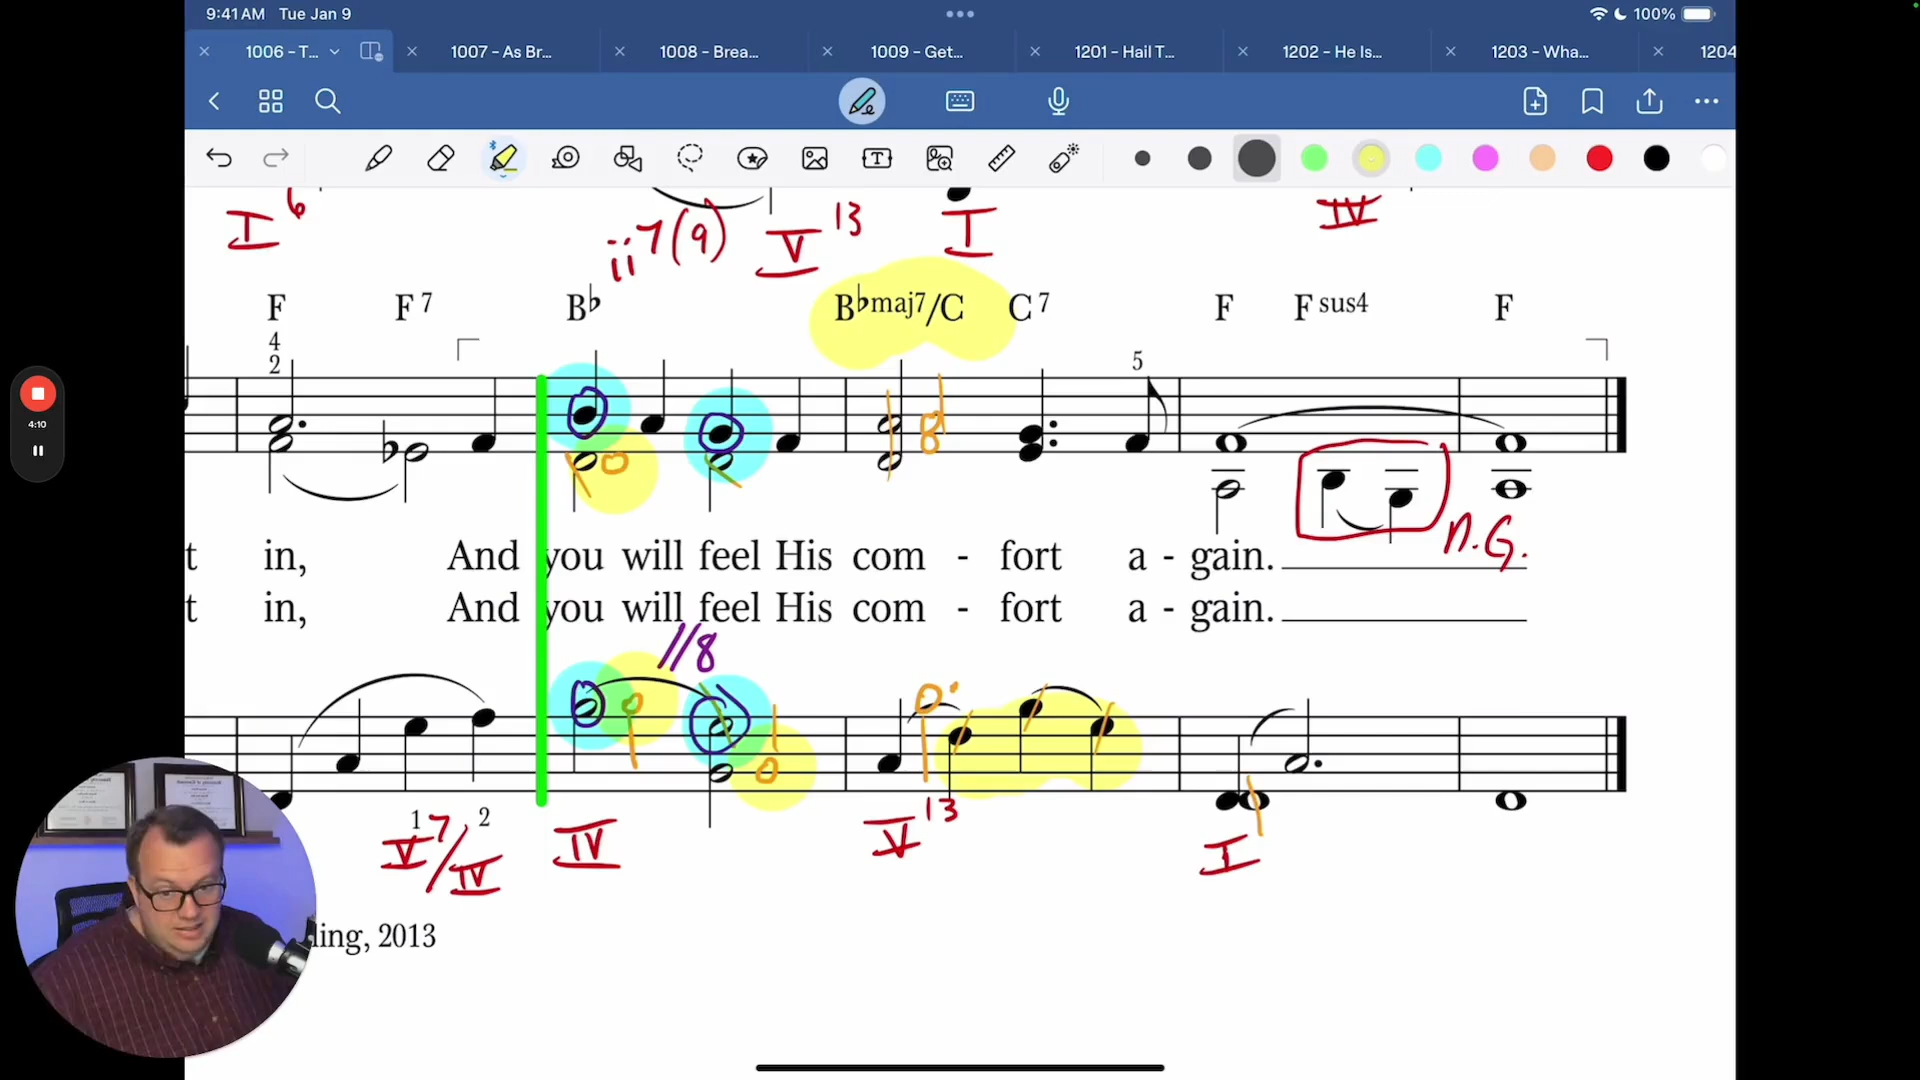 9:41 AM Tue Jan 9
100%
1006 - T... 1007 - As Br... 1008 - Brea... 1009 - Get... 1201 - Hail T... 1202 - He Is... 1203 - Wha... 1204
I6 ii7(9) V13 I IV
F F7 B♭ B♭maj7/C C7 F Fsus4 F
4
2
5
n.G.
t in, And you will feel His com - fort a - gain.
t in, And you will feel His com - fort a - gain.
//8
4:10
1 2
V7/IV IV V13 I
ling, 2013